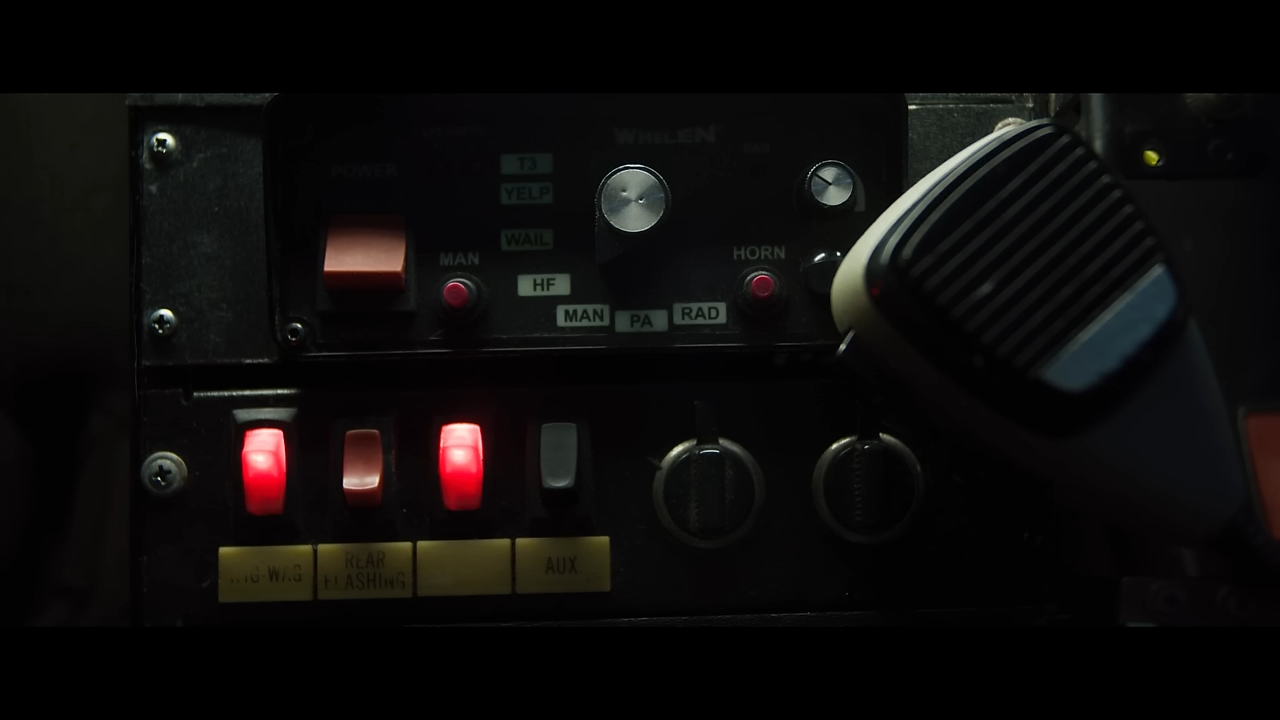 WHELEN
POWER
T3
YELP
WAIL
MAN
HORN
HF
MAN
PA
RAD
REAR
FLASHING
AUX.